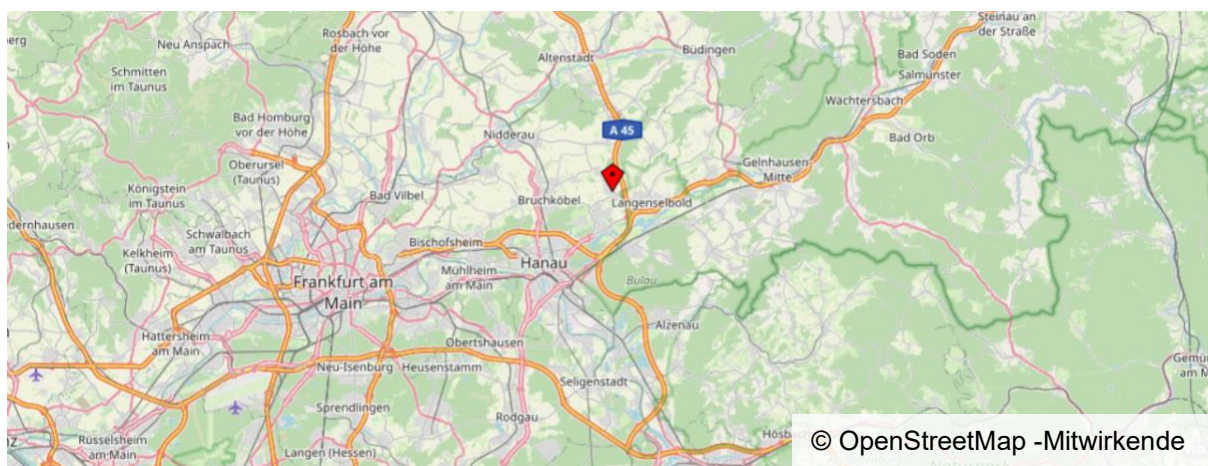 Steinau an
der Straße
Rosbach vor
der Höhe
Neu Anspach
Altenstadt
Büdingen
Bad Soden
Salmünster
Schmitten
im Taunus
Wächtersbach
Bad Homburg
vor der Höhe
A 45
Nidderau
Bad Orb
Oberursel
(Taunus)
Gelnhausen
Mitte
Königstein
im Taunus
Bad Vilbel
Bruchköbel
Langenselbold
Schwalbach
am Taunus
Bischofsheim
Kelkheim
(Taunus)
Mühlheim
am Main
Hanau
Bulau
Frankfurt am
Main
Alzenau
Hattersheim
am Main
Obertshausen
Neu-Isenburg
Heusenstamm
Gemü
am M
Seligenstadt
Sprendlingen
Rodgau
Rüsselsheim
am Main
Langen (Hessen)
Hösba
© OpenStreetMap -Mitwirkende